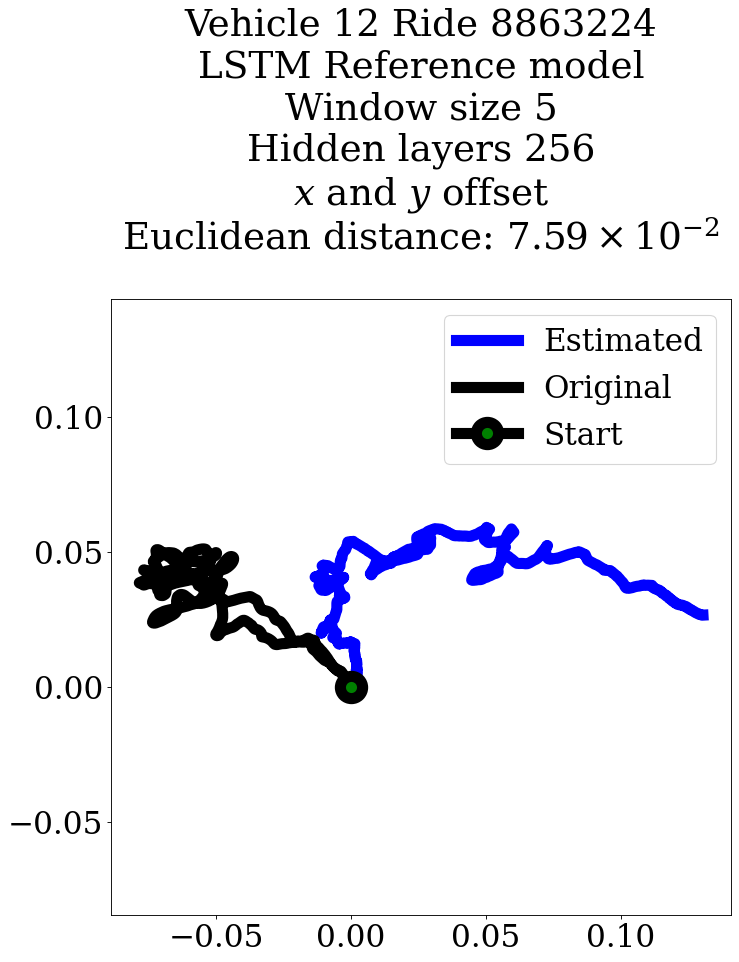 Vehicle 12 Ride 8863224
LSTM Reference model
Window size 5
Hidden layers 256
x and y offset
Euclidean distance: 7.59 × 10⁻²
Estimated
Original
Start
0.10
0.05
0.00
−0.05
−0.05 0.00 0.05 0.10